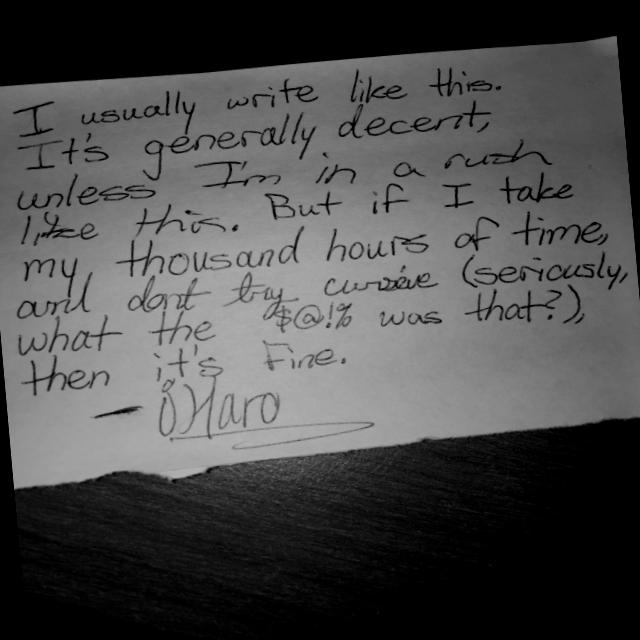 I usually write like this.
It's generally decent,
unless I'm in a rush
like this. But if I take
my thousand hours of time,
and dont try cursive (seriously,
what the $@!% was that?),
then it's Fine.
— O'Haro